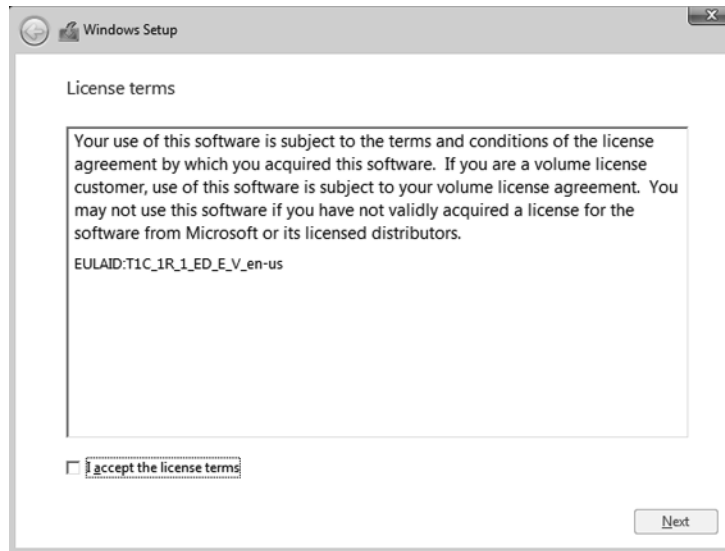 Windows Setup
License terms
Your use of this software is subject to the terms and conditions of the license
agreement by which you acquired this software.  If you are a volume license
customer, use of this software is subject to your volume license agreement.  You
may not use this software if you have not validly acquired a license for the
software from Microsoft or its licensed distributors.
EULAID:T1C_1R_1_ED_E_V_en-us
I accept the license terms
Next